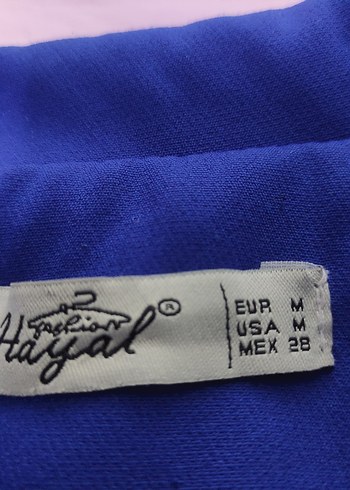 fashion
Hayal®
EUR M
USA M
MEX 28